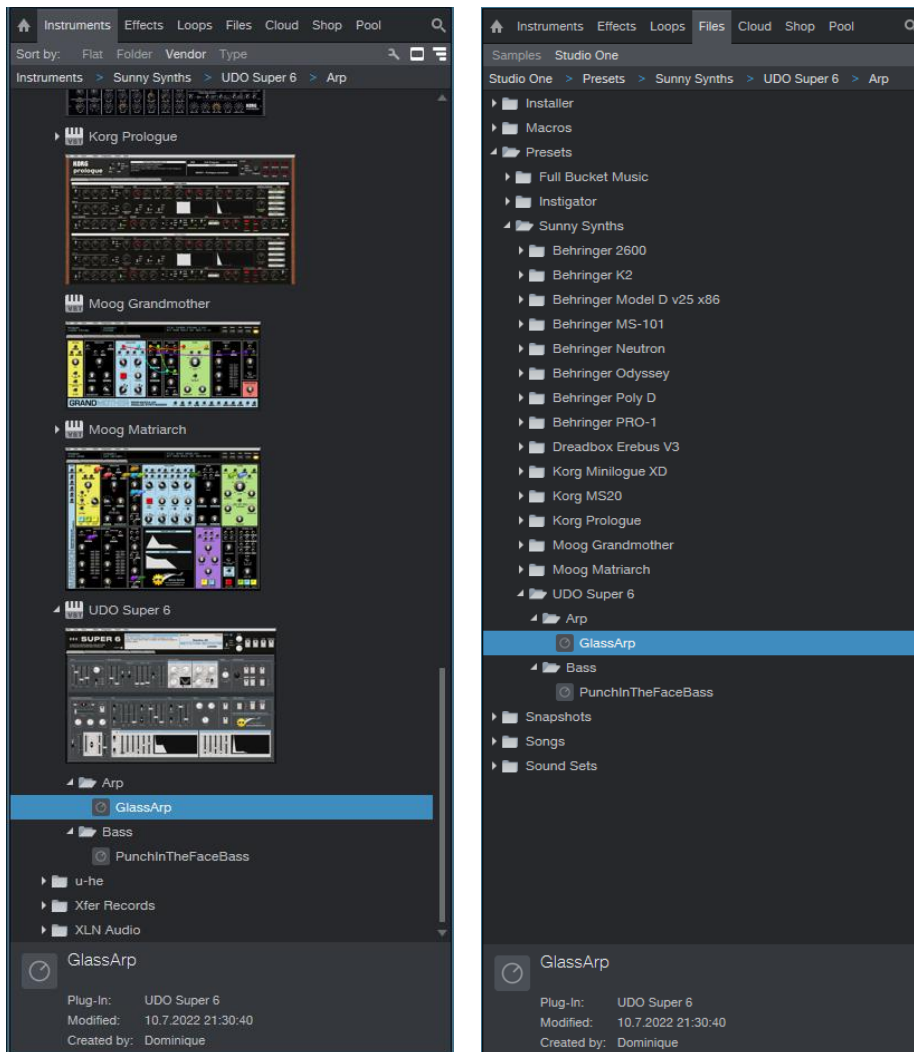 Instruments Effects Loops Files Cloud Shop Pool
Sort by: Flat Folder Vendor Type
Instruments > Sunny Synths > UDO Super 6 > Arp
Korg Prologue
KORG
prologue
Moog Grandmother
GRANDMOTHER
Moog Matriarch
UDO Super 6
SUPER 6
Arp
GlassArp
Bass
PunchInTheFaceBass
u-he
Xfer Records
XLN Audio
GlassArp
Plug-In: UDO Super 6
Modified: 10.7.2022 21:30:40
Created by: Dominique
Instruments Effects Loops Files Cloud Shop Pool
Samples Studio One
Studio One > Presets > Sunny Synths > UDO Super 6 > Arp
Installer
Macros
Presets
Full Bucket Music
Instigator
Sunny Synths
Behringer 2600
Behringer K2
Behringer Model D v25 x86
Behringer MS-101
Behringer Neutron
Behringer Odyssey
Behringer Poly D
Behringer PRO-1
Dreadbox Erebus V3
Korg Minilogue XD
Korg MS20
Korg Prologue
Moog Grandmother
Moog Matriarch
UDO Super 6
Arp
GlassArp
Bass
PunchInTheFaceBass
Snapshots
Songs
Sound Sets
GlassArp
Plug-In: UDO Super 6
Modified: 10.7.2022 21:30:40
Created by: Dominique